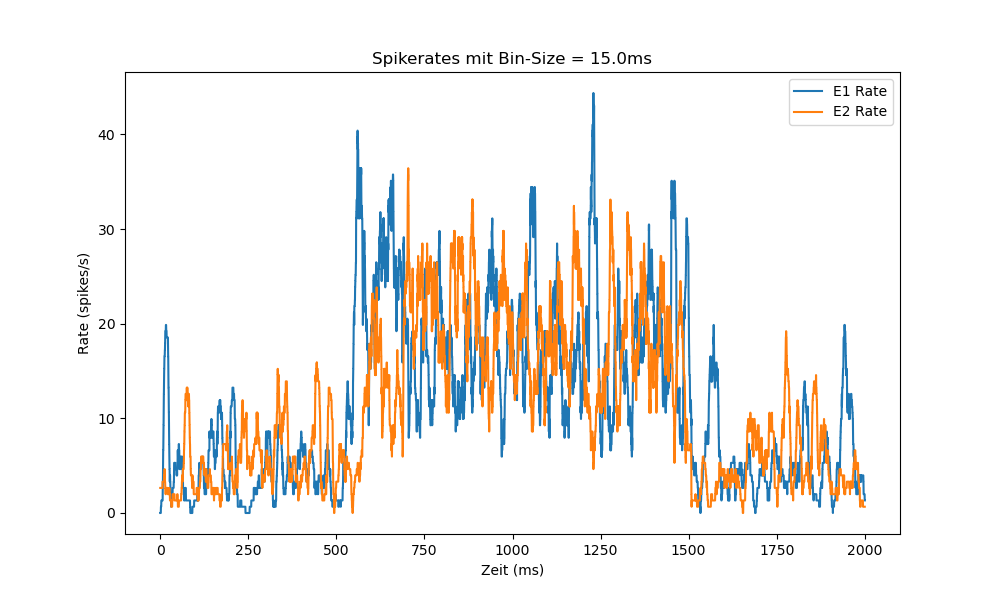 Spikerates mit Bin-Size = 15.0ms
E1 Rate
E2 Rate
Rate (spikes/s)
40
30
20
10
0
0
250
500
750
1000
1250
1500
1750
2000
Zeit (ms)